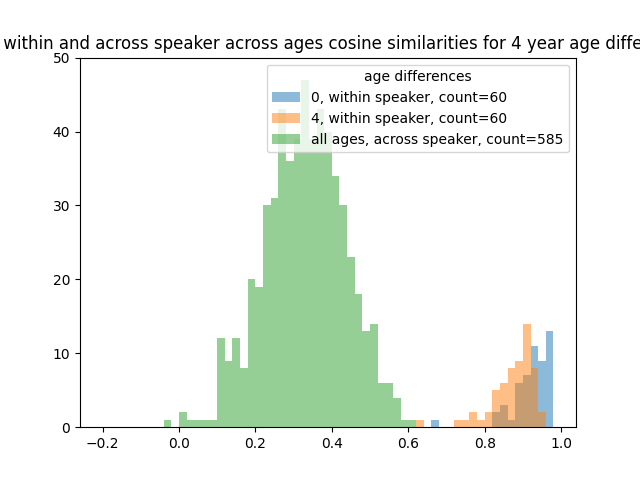 within and across speaker across ages cosine similarities for 4 year age diffe
50
40
30
20
10
0
age differences
0, within speaker, count=60
4, within speaker, count=60
all ages, across speaker, count=585
−0.2 0.0 0.2 0.4 0.6 0.8 1.0